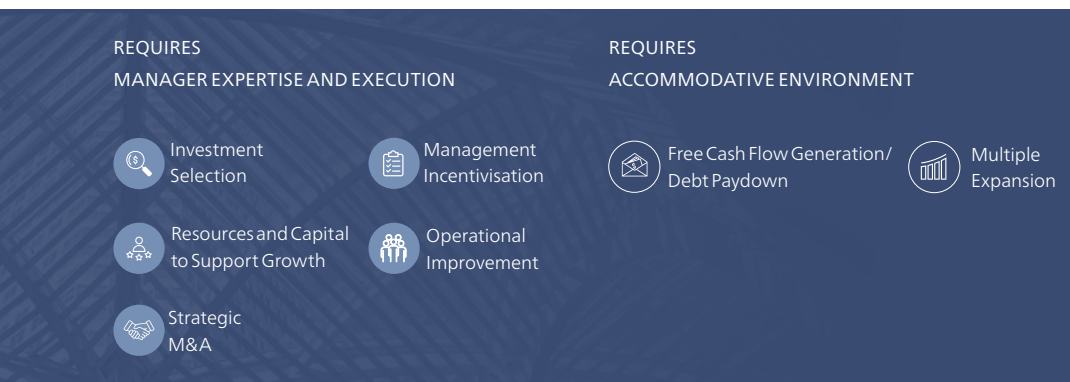 REQUIRES
MANAGER EXPERTISE AND EXECUTION
Investment
Selection
Management
Incentivisation
Resources and Capital
to Support Growth
Operational
Improvement
Strategic
M&A
REQUIRES
ACCOMMODATIVE ENVIRONMENT
Free Cash Flow Generation/
Debt Paydown
Multiple
Expansion